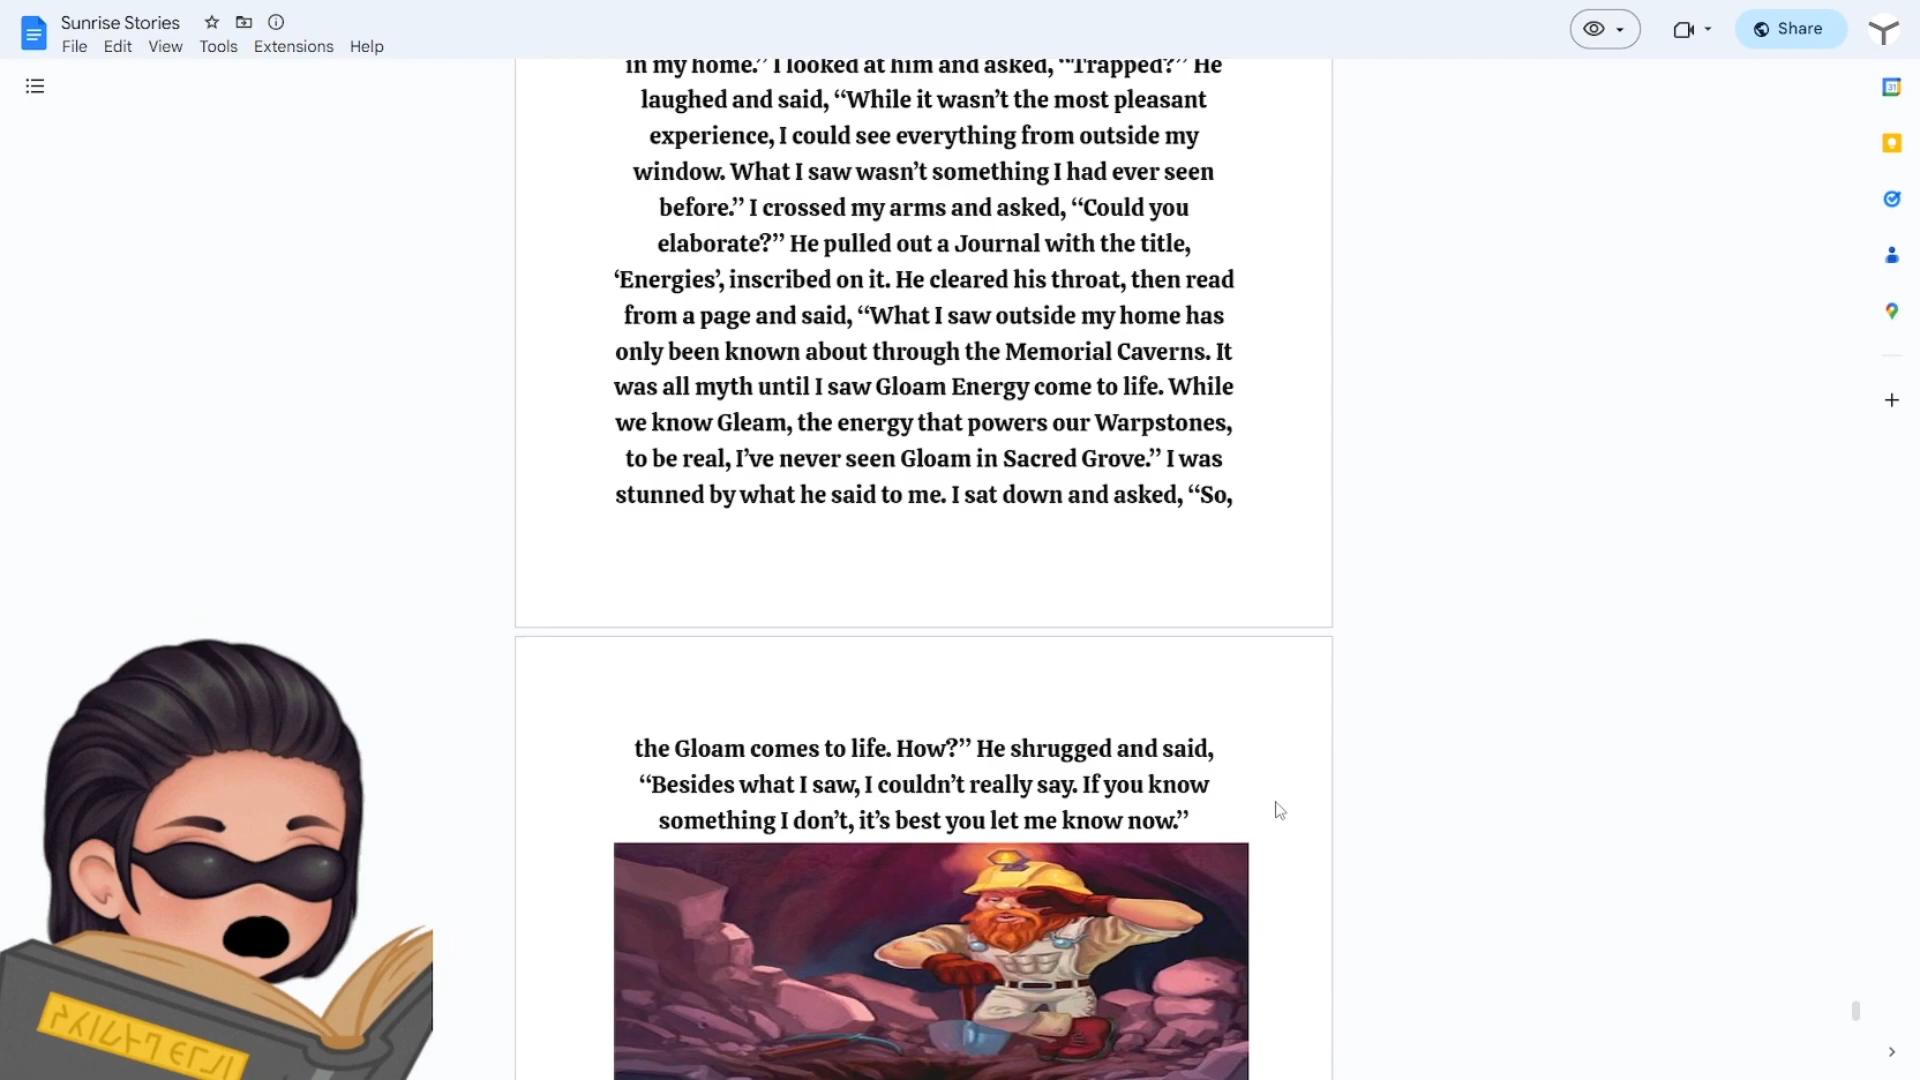 Sunrise Stories
File Edit View Tools Extensions Help
Share
in my home.” I looked at him and asked, “Trapped?” He
laughed and said, “While it wasn’t the most pleasant
experience, I could see everything from outside my
window. What I saw wasn’t something I had ever seen
before.” I crossed my arms and asked, “Could you
elaborate?” He pulled out a Journal with the title,
‘Energies’, inscribed on it. He cleared his throat, then read
from a page and said, “What I saw outside my home has
only been known about through the Memorial Caverns. It
was all myth until I saw Gloam Energy come to life. While
we know Gleam, the energy that powers our Warpstones,
to be real, I’ve never seen Gloam in Sacred Grove.” I was
stunned by what he said to me. I sat down and asked, “So,
the Gloam comes to life. How?” He shrugged and said,
“Besides what I saw, I couldn’t really say. If you know
something I don’t, it’s best you let me know now.”
31